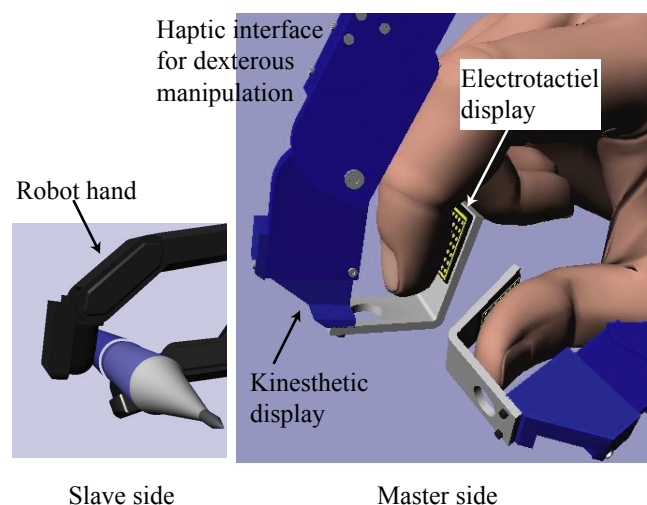 Haptic interface
for dexterous
manipulation
Electrotactiel
display
Robot hand
Kinesthetic
display
Slave side
Master side